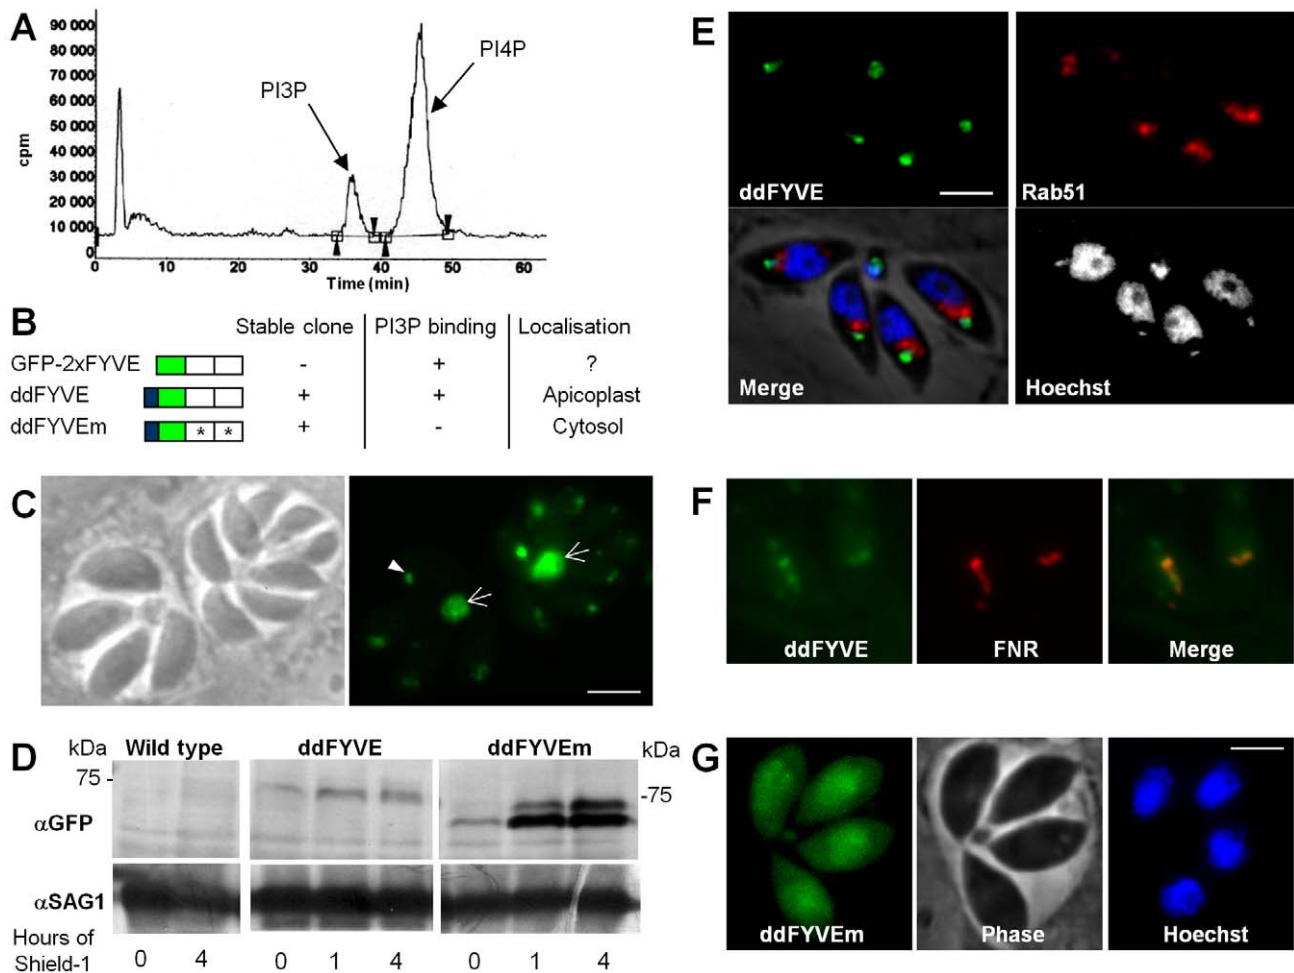 A
90 000
80 000
70 000
60 000
50 000
40 000
30 000
20 000
10 000
0
cpm
PI3P
PI4P
0 10 20 30 40 50 60
Time (min)
B
Stable clone PI3P binding Localisation
GFP-2xFYVE - + ?
ddFYVE + + Apicoplast
ddFYVEm * * + - Cytosol
C
D
kDa Wild type ddFYVE ddFYVEm kDa
75 -
-75
αGFP
αSAG1
Hours of
Shield-1 0 4 0 1 4 0 1 4
E
ddFYVE Rab51
Merge Hoechst
F
ddFYVE FNR Merge
G
ddFYVEm Phase Hoechst